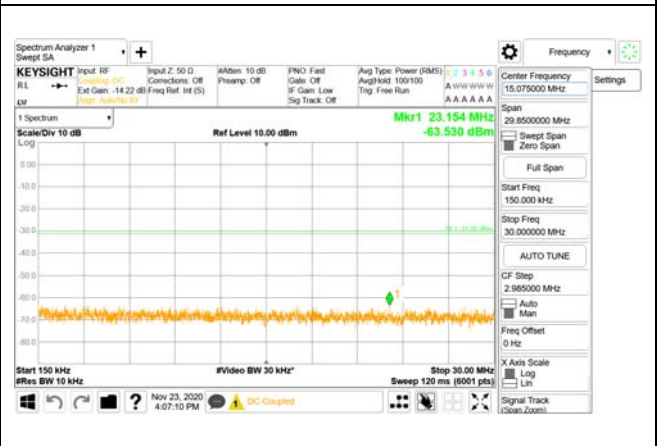 Spectrum Analyzer 1
Swept SA
Frequency
KEYSIGHT
Input: RF
Coupling: DC
Ext Gain: -14.22 dB
Align: Auto/No RF
RL
Input Z: 50 Ω
Corrections: Off
Freq Ref: Int (S)
#Atten: 10 dB
Preamp: Off
PNO: Fast
Gate: Off
IF Gain: Low
Sig Track: Off
Avg Type: Power (RMS)
Avg|Hold: 100/100
Trig: Free Run
1 2 3 4 5 6
A W W W W W
A A A A A A
1 Spectrum
Scale/Div 10 dB
Ref Level 10.00 dBm
Mkr1 23.154 MHz
-63.530 dBm
Log
0.00
-10.0
-20.0
-30.0
-40.0
-50.0
-60.0
-70.0
-80.0
1
Start 150 kHz
#Res BW 10 kHz
#Video BW 30 kHz*
Stop 30.00 MHz
Sweep 120 ms (6001 pts)
Nov 23, 2020
4:07:10 PM
DC Coupled
Center Frequency
15.075000 MHz
Settings
Span
29.8500000 MHz
Swept Span
Zero Span
Full Span
Start Freq
150.000 kHz
Stop Freq
30.000000 MHz
AUTO TUNE
CF Step
2.985000 MHz
Auto
Man
Freq Offset
0 Hz
X Axis Scale
Log
Lin
Signal Track
(Span Zoom)